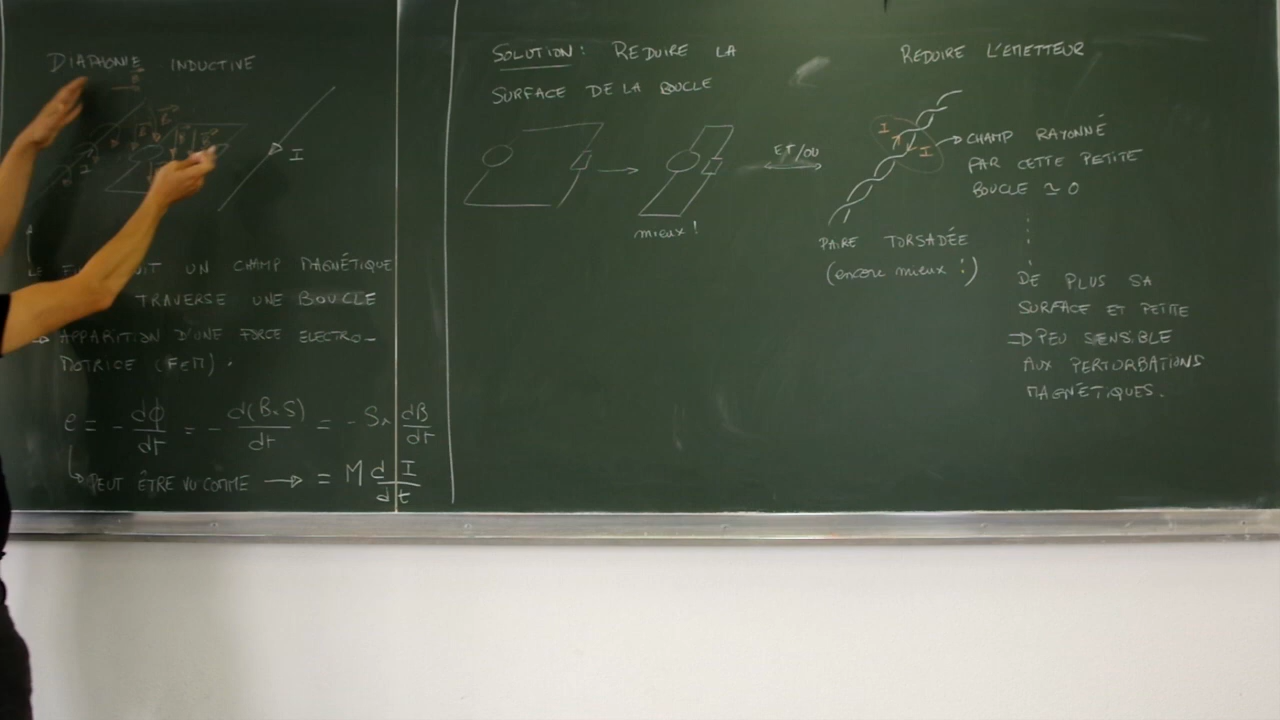 DIAPHONIE INDUCTIVE
I
UN CHAMP MAGNÉTIQUE
TRAVERSE UNE BOUCLE
→ APPARITION D'UNE FORCE ELECTRO-
MOTRICE (FEM).
e = - dϕ/dt = - d(B.S)/dt = - S× dB/dt
↳ PEUT ÊTRE VU COMME → = M d I/dt
SOLUTION : REDUIRE LA
SURFACE DE LA BOUCLE
mieux !
ET/OU
REDUIRE L'EMETTEUR
I
I
→ CHAMP RAYONNÉ
PAR CETTE PETITE
BOUCLE ≃ 0
PAIRE TORSADÉE
(encore mieux !)
DE PLUS SA
SURFACE ET PETITE
⇒ PEU SENSIBLE
AUX PERTURBATIONS
MAGNÉTIQUES.